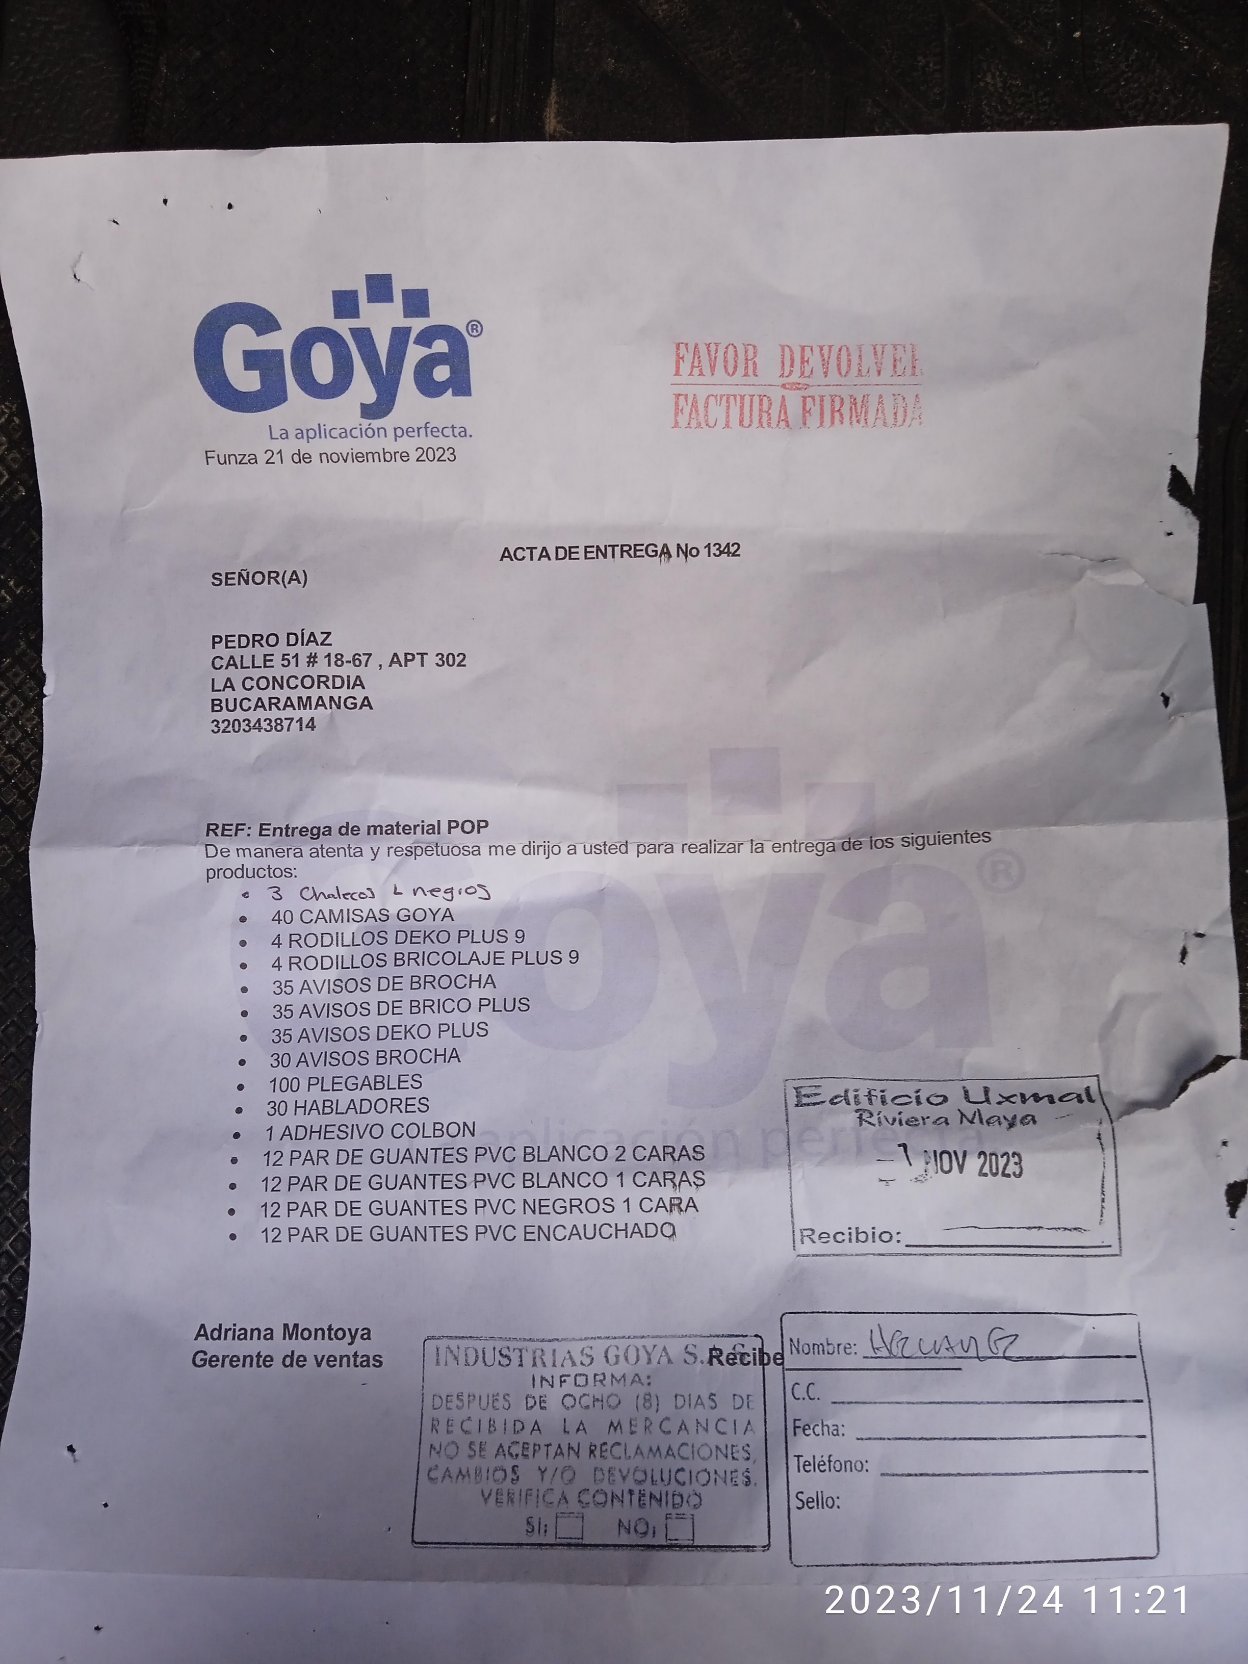 Goya®
La aplicación perfecta.
Funza 21 de noviembre 2023
FAVOR DEVOLVER
FACTURA FIRMADA
ACTA DE ENTREGA No 1342
SEÑOR(A)
PEDRO DÍAZ
CALLE 51 # 18-67 , APT 302
LA CONCORDIA
BUCARAMANGA
3203438714
REF: Entrega de material POP
De manera atenta y respetuosa me dirijo a usted para realizar la entrega de los siguientes
productos:
• 3 Chalecos L negros
• 40 CAMISAS GOYA
• 4 RODILLOS DEKO PLUS 9
• 4 RODILLOS BRICOLAJE PLUS 9
• 35 AVISOS DE BROCHA
• 35 AVISOS DE BRICO PLUS
• 35 AVISOS DEKO PLUS
• 30 AVISOS BROCHA
• 100 PLEGABLES
• 30 HABLADORES
• 1 ADHESIVO COLBON
• 12 PAR DE GUANTES PVC BLANCO 2 CARAS
• 12 PAR DE GUANTES PVC BLANCO 1 CARAS
• 12 PAR DE GUANTES PVC NEGROS 1 CARA
• 12 PAR DE GUANTES PVC ENCAUCHADO
Goya®
aplicación perfecta
Edificio Uxmal
Riviera Maya
NOV 2023
Recibio:
Adriana Montoya
Gerente de ventas
INDUSTRIAS GOYA S.A.S.
INFORMA:
DESPUES DE OCHO (8) DIAS DE
RECIBIDA LA MERCANCIA
NO SE ACEPTAN RECLAMACIONES,
CAMBIOS Y/O DEVOLUCIONES.
VERIFICA CONTENIDO
SI: NO:
Recibe
Nombre:
C.C.
Fecha:
Teléfono:
Sello:
2023/11/24 11:21